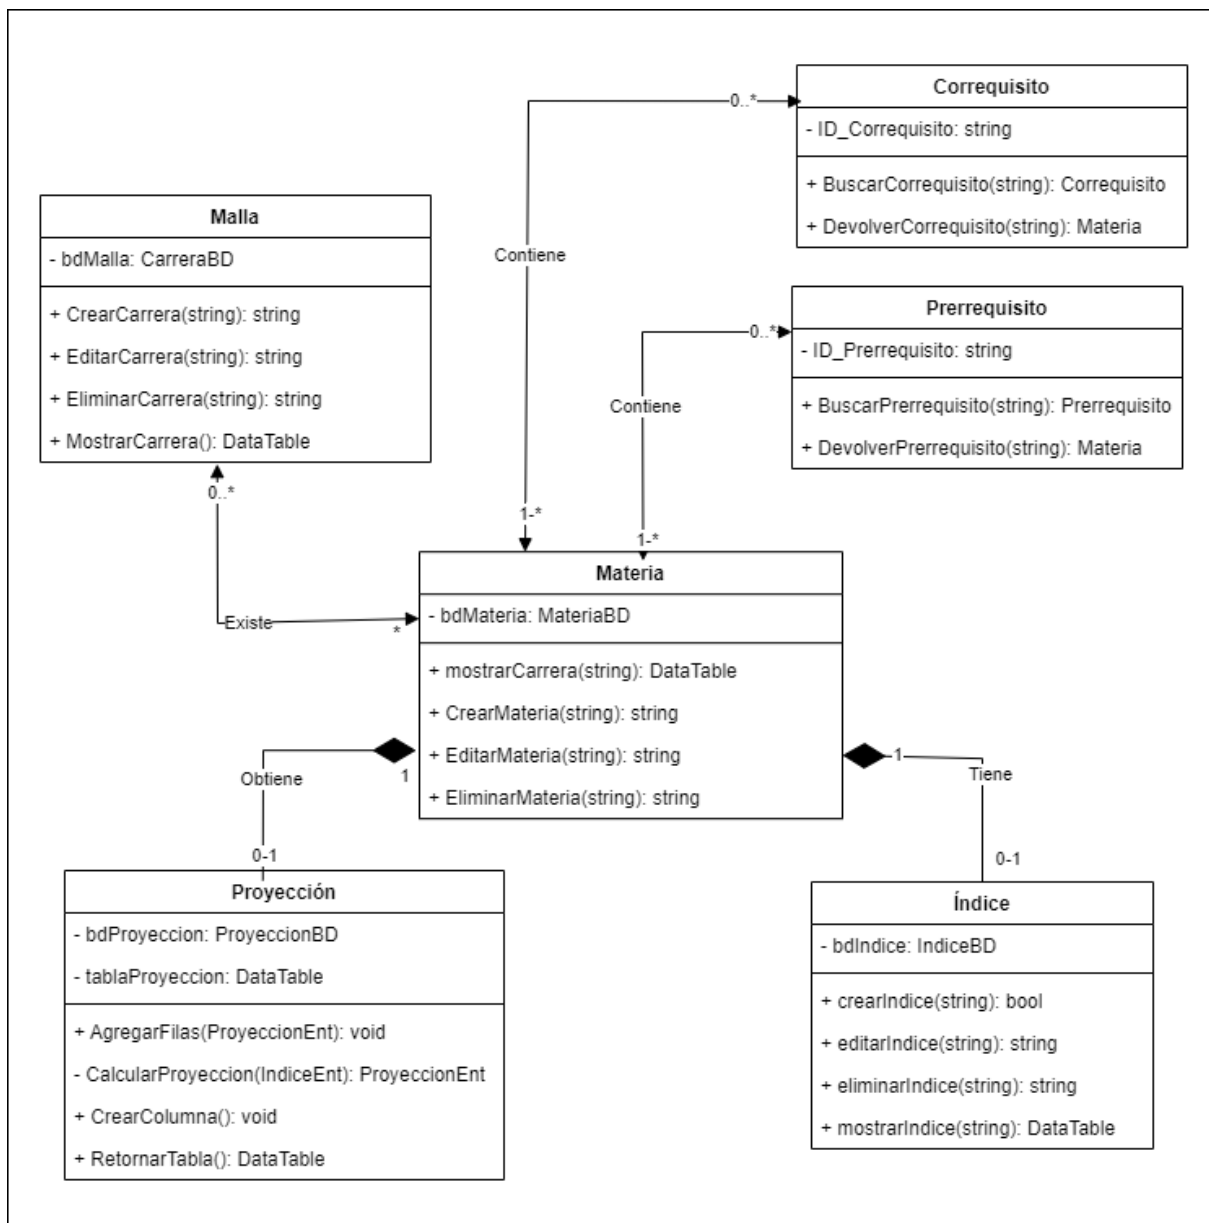 Correquisito
- ID_Correquisito: string
+ BuscarCorrequisito(string): Correquisito
+ DevolverCorrequisito(string): Materia
0..*
Contiene
1-*
Malla
- bdMalla: CarreraBD
+ CrearCarrera(string): string
+ EditarCarrera(string): string
+ EliminarCarrera(string): string
+ MostrarCarrera(): DataTable
0..*
Existe
*
Prerrequisito
- ID_Prerrequisito: string
+ BuscarPrerrequisito(string): Prerrequisito
+ DevolverPrerrequisito(string): Materia
0..*
Contiene
1-*
Materia
- bdMateria: MateriaBD
+ mostrarCarrera(string): DataTable
+ CrearMateria(string): string
+ EditarMateria(string): string
+ EliminarMateria(string): string
1
Obtiene
0-1
1
Tiene
0-1
Proyección
- bdProyeccion: ProyeccionBD
- tablaProyeccion: DataTable
+ AgregarFilas(ProyeccionEnt): void
- CalcularProyeccion(IndiceEnt): ProyeccionEnt
+ CrearColumna(): void
+ RetornarTabla(): DataTable
Índice
- bdIndice: IndiceBD
+ crearIndice(string): bool
+ editarIndice(string): string
+ eliminarIndice(string): string
+ mostrarIndice(string): DataTable